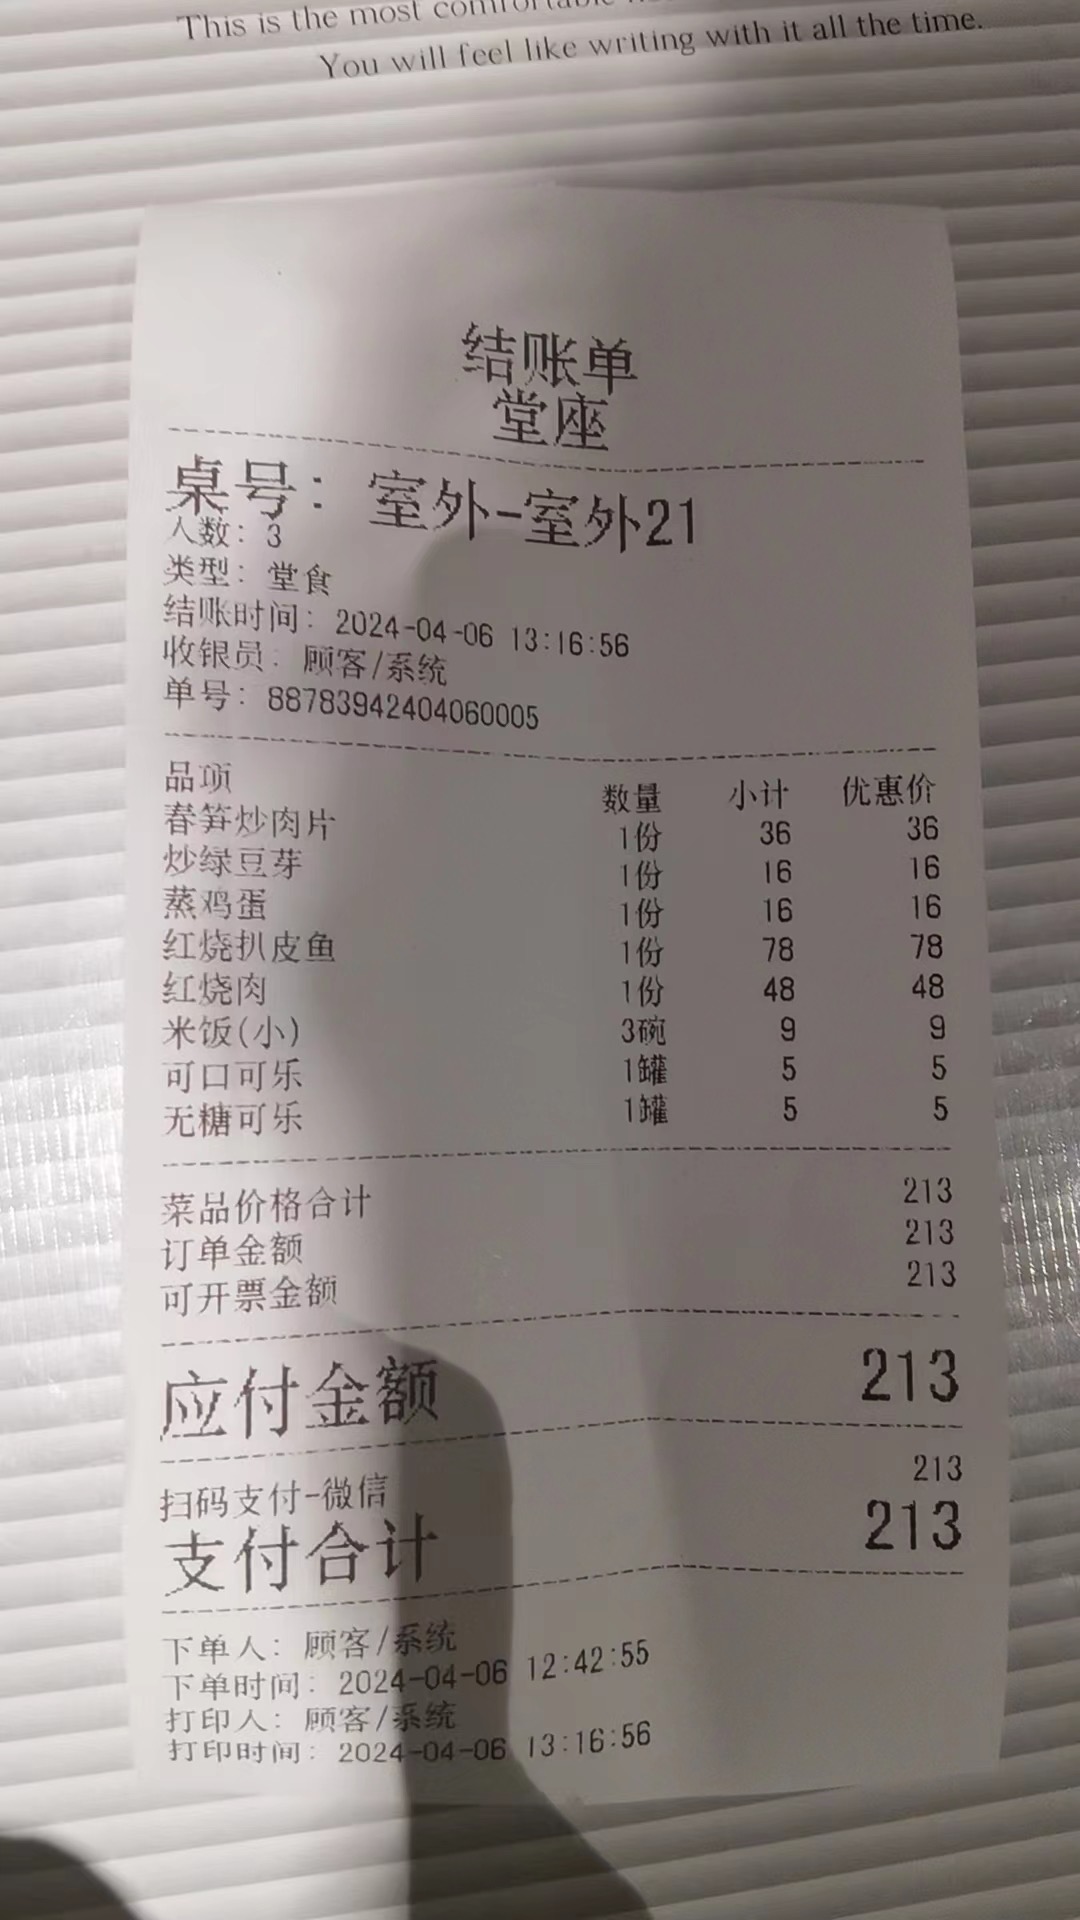 This is the most comfortable
You will feel like writing with it all the time.
结账单
堂座
桌号：室外-室外21
人数：3
类型：堂食
结账时间：2024-04-06 13:16:56
收银员：顾客/系统
单号：88783942404060005
品项 数量 小计 优惠价
春笋炒肉片 1份 36 36
炒绿豆芽 1份 16 16
蒸鸡蛋 1份 16 16
红烧扒皮鱼 1份 78 78
红烧肉 1份 48 48
米饭(小) 3碗 9 9
可口可乐 1罐 5 5
无糖可乐 1罐 5 5
菜品价格合计 213
订单金额 213
可开票金额 213
应付金额 213
扫码支付-微信 213
支付合计 213
下单人：顾客/系统
下单时间：2024-04-06 12:42:55
打印人：顾客/系统
打印时间：2024-04-06 13:16:56